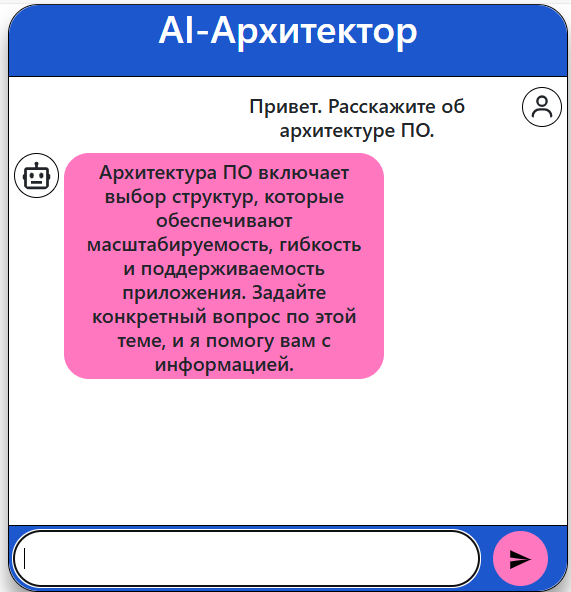 AI-Архитектор
Привет. Расскажите об
архитектуре ПО.
Архитектура ПО включает
выбор структур, которые
обеспечивают
масштабируемость, гибкость
и поддерживаемость
приложения. Задайте
конкретный вопрос по этой
теме, и я помогу вам с
информацией.